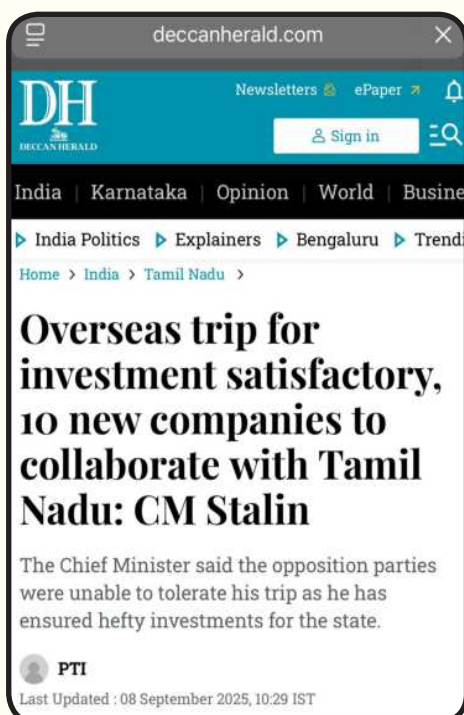 deccanherald.com
DH
DECCAN HERALD
Newsletters ePaper
Sign in
India | Karnataka | Opinion | World | Busine
India Politics Explainers Bengaluru Trendi
Home > India > Tamil Nadu >
Overseas trip for
investment satisfactory,
10 new companies to
collaborate with Tamil
Nadu: CM Stalin
The Chief Minister said the opposition parties
were unable to tolerate his trip as he has
ensured hefty investments for the state.
PTI
Last Updated : 08 September 2025, 10:29 IST